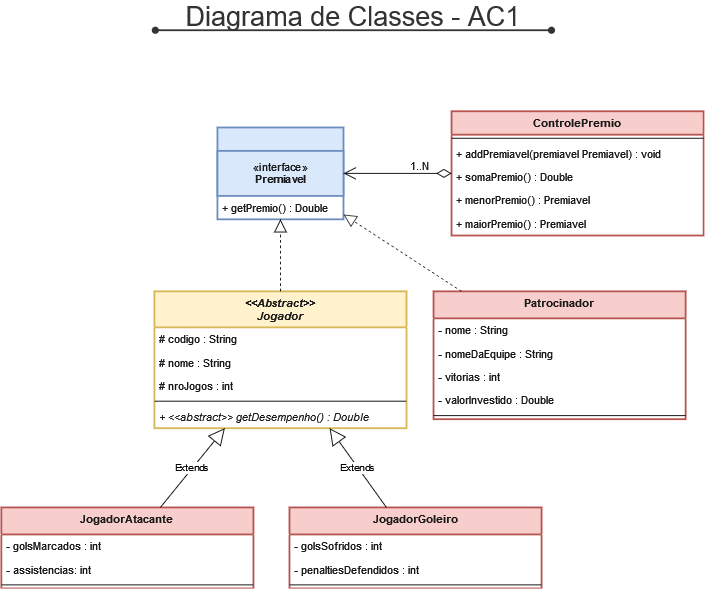 Diagrama de Classes - AC1
ControlePremio
+ addPremiavel(premiavel Premiavel) : void
+ somaPremio() : Double
+ menorPremio() : Premiavel
+ maiorPremio() : Premiavel
1..N
«interface»
Premiavel
+ getPremio() : Double
<<Abstract>>
Jogador
# codigo : String
# nome : String
# nroJogos : int
+ <<abstract>> getDesempenho() : Double
Patrocinador
- nome : String
- nomeDaEquipe : String
- vitorias : int
- valorInvestido : Double
Extends
Extends
JogadorAtacante
- golsMarcados : int
- assistencias: int
JogadorGoleiro
- golsSofridos : int
- penaltiesDefendidos : int